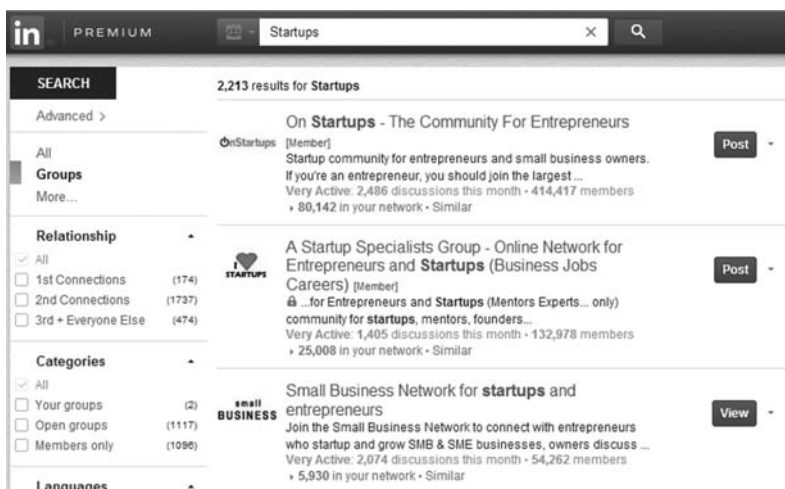 in PREMIUM
Startups
SEARCH
Advanced >
All
Groups
More...
Relationship
All
1st Connections (174)
2nd Connections (1737)
3rd + Everyone Else (474)
Categories
All
Your groups (2)
Open groups (1117)
Members only (1096)
Languages
2,213 results for Startups
OnStartups
On Startups - The Community For Entrepreneurs
[Member]
Startup community for entrepreneurs and small business owners.
If you're an entrepreneur, you should join the largest ...
Very Active: 2,486 discussions this month • 414,417 members
80,142 in your network • Similar
Post
I
STARTUPS
A Startup Specialists Group - Online Network for
Entrepreneurs and Startups (Business Jobs
Careers) [Member]
...for Entrepreneurs and Startups (Mentors Experts... only)
community for startups, mentors, founders...
Very Active: 1,405 discussions this month • 132,978 members
25,008 in your network • Similar
Post
small
BUSINESS
Small Business Network for startups and
entrepreneurs
Join the Small Business Network to connect with entrepreneurs
who startup and grow SMB & SME businesses, owners discuss ...
Very Active: 2,074 discussions this month • 54,262 members
5,930 in your network • Similar
View